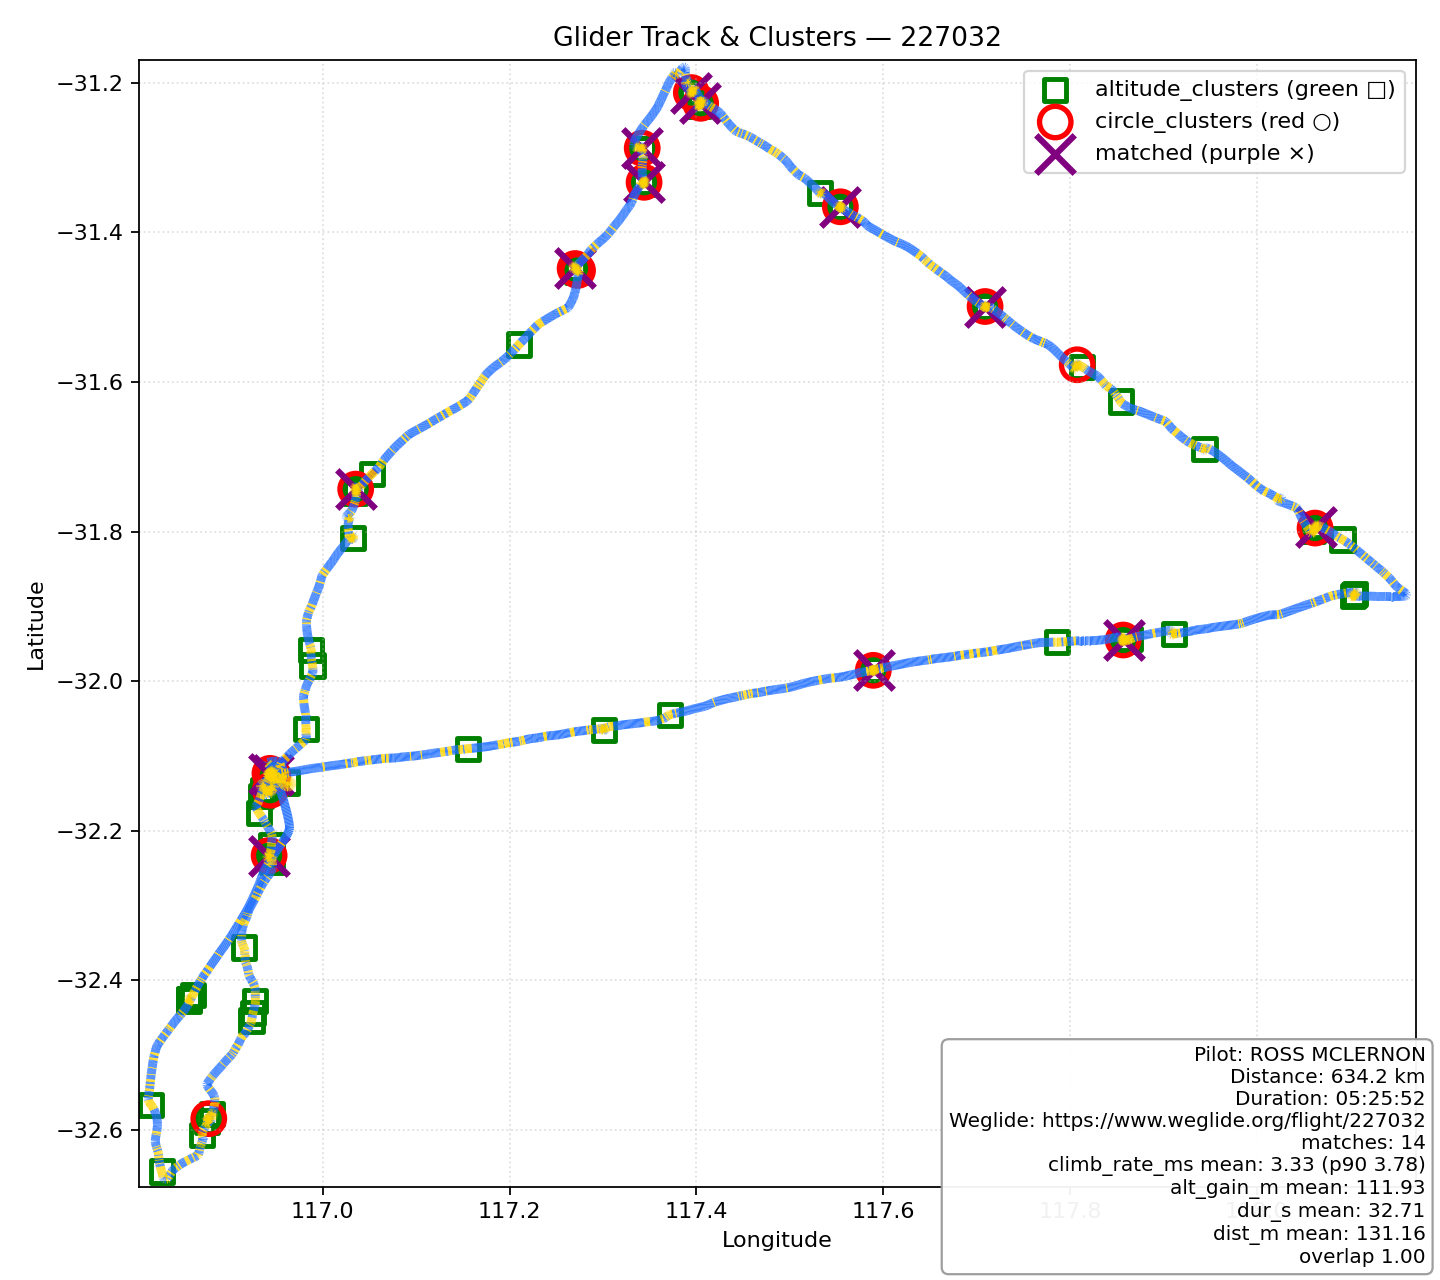 Glider Track & Clusters — 227032
altitude_clusters (green □)
circle_clusters (red ○)
matched (purple ×)
−31.2
−31.4
−31.6
−31.8
−32.0
−32.2
−32.4
−32.6
Latitude
117.0
117.2
117.4
117.6
117.8
Longitude
Pilot: ROSS MCLERNON
Distance: 634.2 km
Duration: 05:25:52
Weglide: https://www.weglide.org/flight/227032
matches: 14
climb_rate_ms mean: 3.33 (p90 3.78)
alt_gain_m mean: 111.93
dur_s mean: 32.71
dist_m mean: 131.16
overlap 1.00